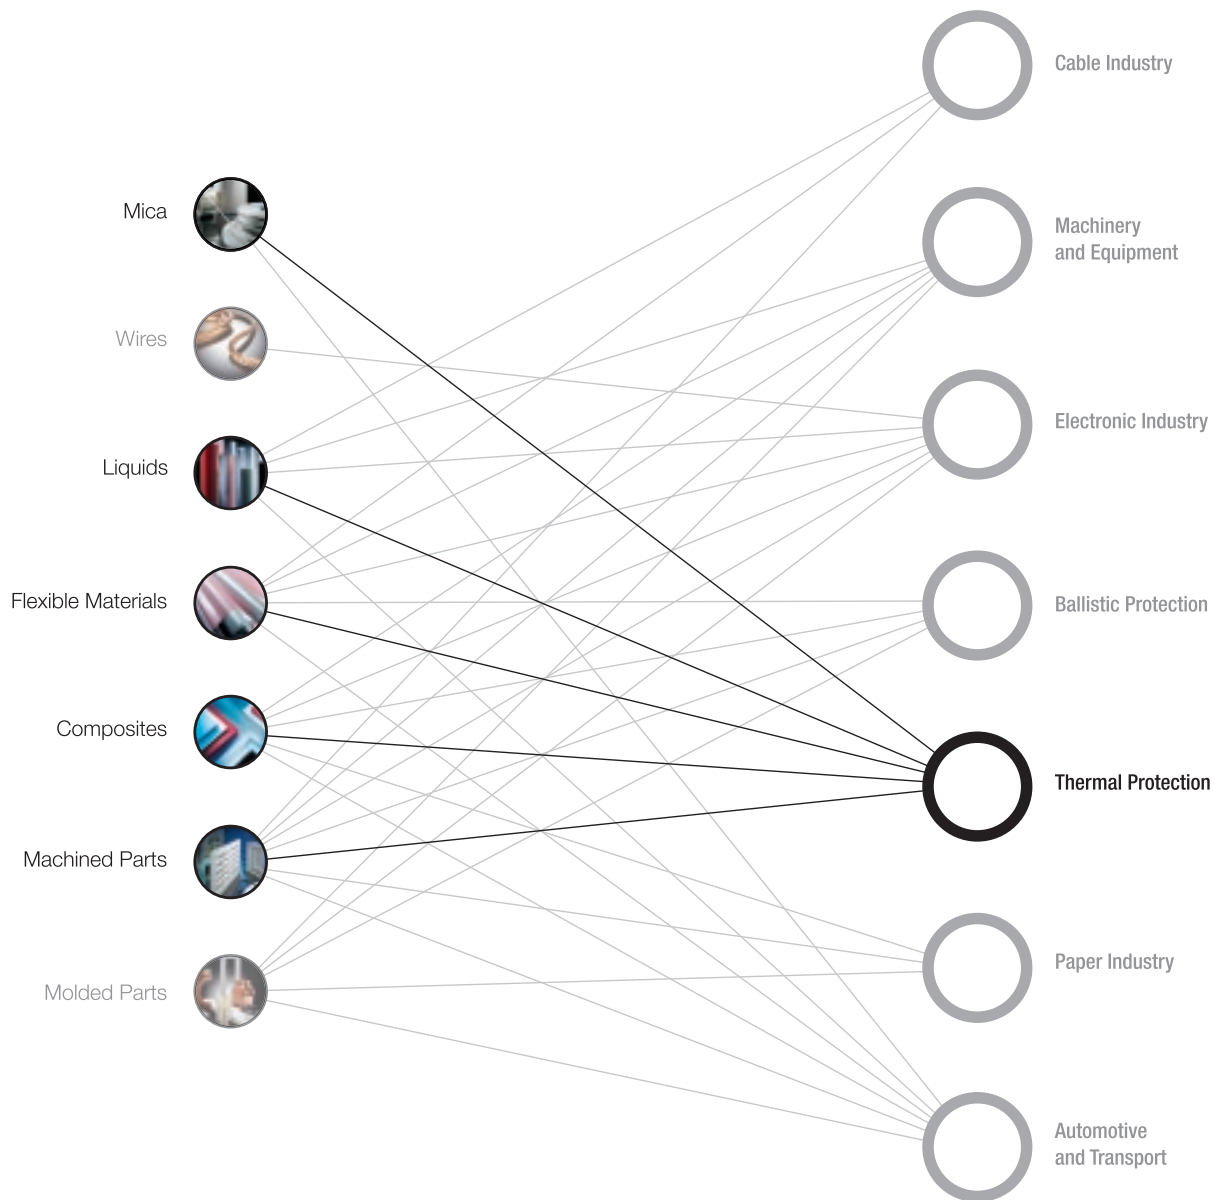 Mica
Wires
Liquids
Flexible Materials
Composites
Machined Parts
Molded Parts
Cable Industry
Machinery
and Equipment
Electronic Industry
Ballistic Protection
Thermal Protection
Paper Industry
Automotive
and Transport